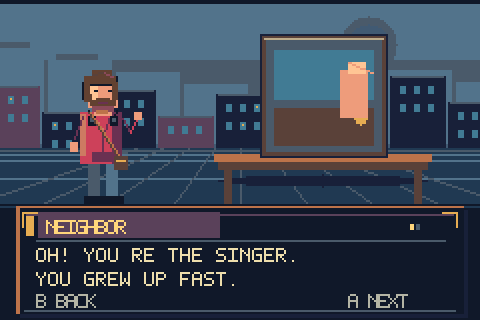 NEIGHBOR
OH! YOU RE THE SINGER.
YOU GREW UP FAST.
B BACK
A NEXT